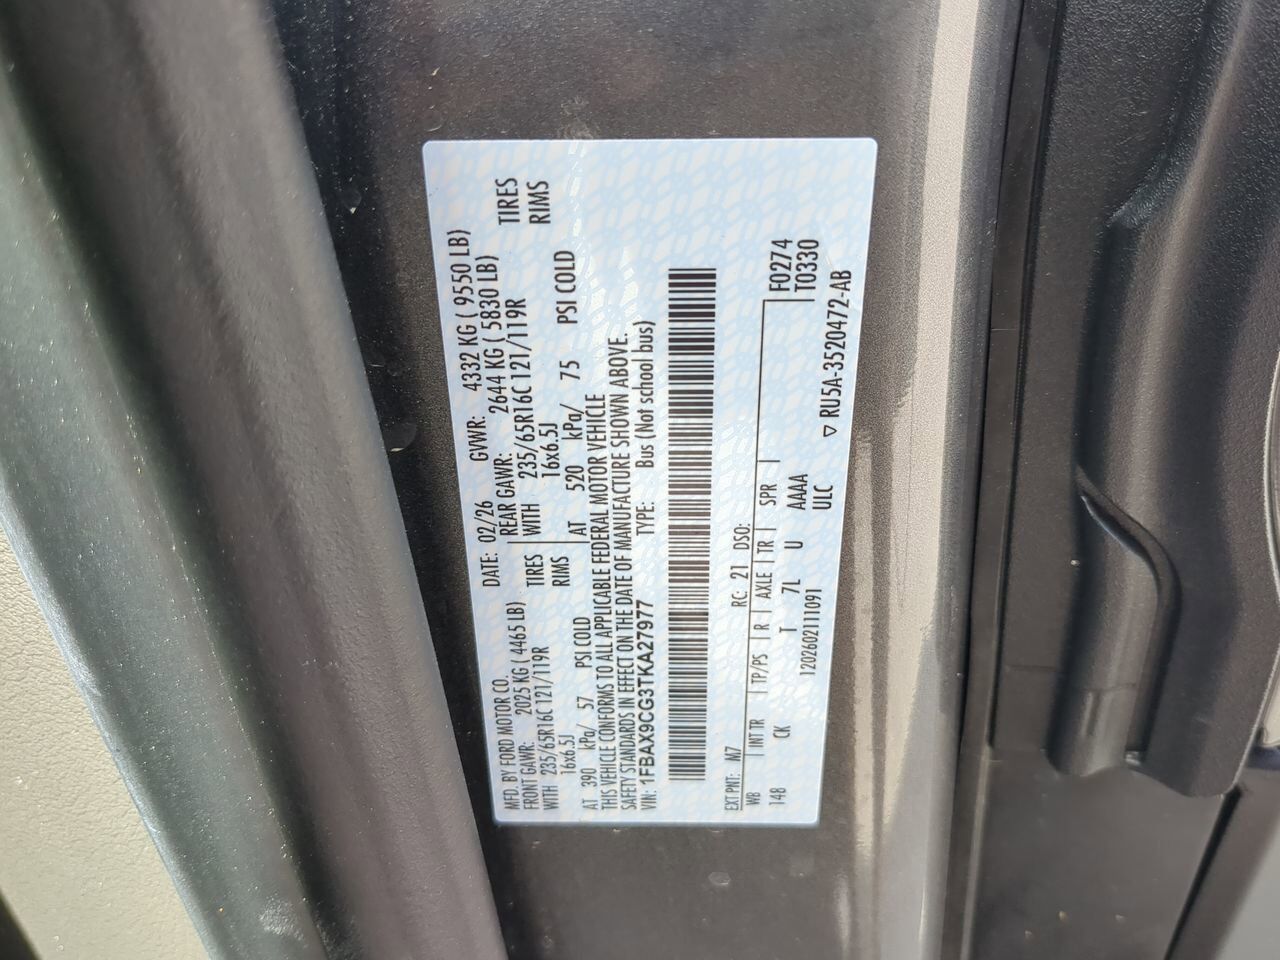 MFD. BY FORD MOTOR CO. DATE: 02/26 GVWR: 4332 KG ( 9550 LB)
FRONT GAWR: 2025 KG ( 4465 LB) REAR GAWR: 2644 KG ( 5830 LB)
WITH 235/65R16C 121/119R TIRES WITH 235/65R16C 121/119R TIRES
16x6.5J RIMS 16x6.5J RIMS
AT 390 kPa/ 57 PSI COLD AT 520 kPa/ 75 PSI COLD
THIS VEHICLE CONFORMS TO ALL APPLICABLE FEDERAL MOTOR VEHICLE
SAFETY STANDARDS IN EFFECT ON THE DATE OF MANUFACTURE SHOWN ABOVE.
VIN: 1FBAX9CG3TKA27977 TYPE: Bus (Not school bus)
EXT PNT: M7 RC: 21 DSO:
WB INT TR TP/PS R AXLE TR SPR F0274
148 CK T 7L U AAAA T0330
1202602111091 ULC
▽ RU5A-3520472-AB